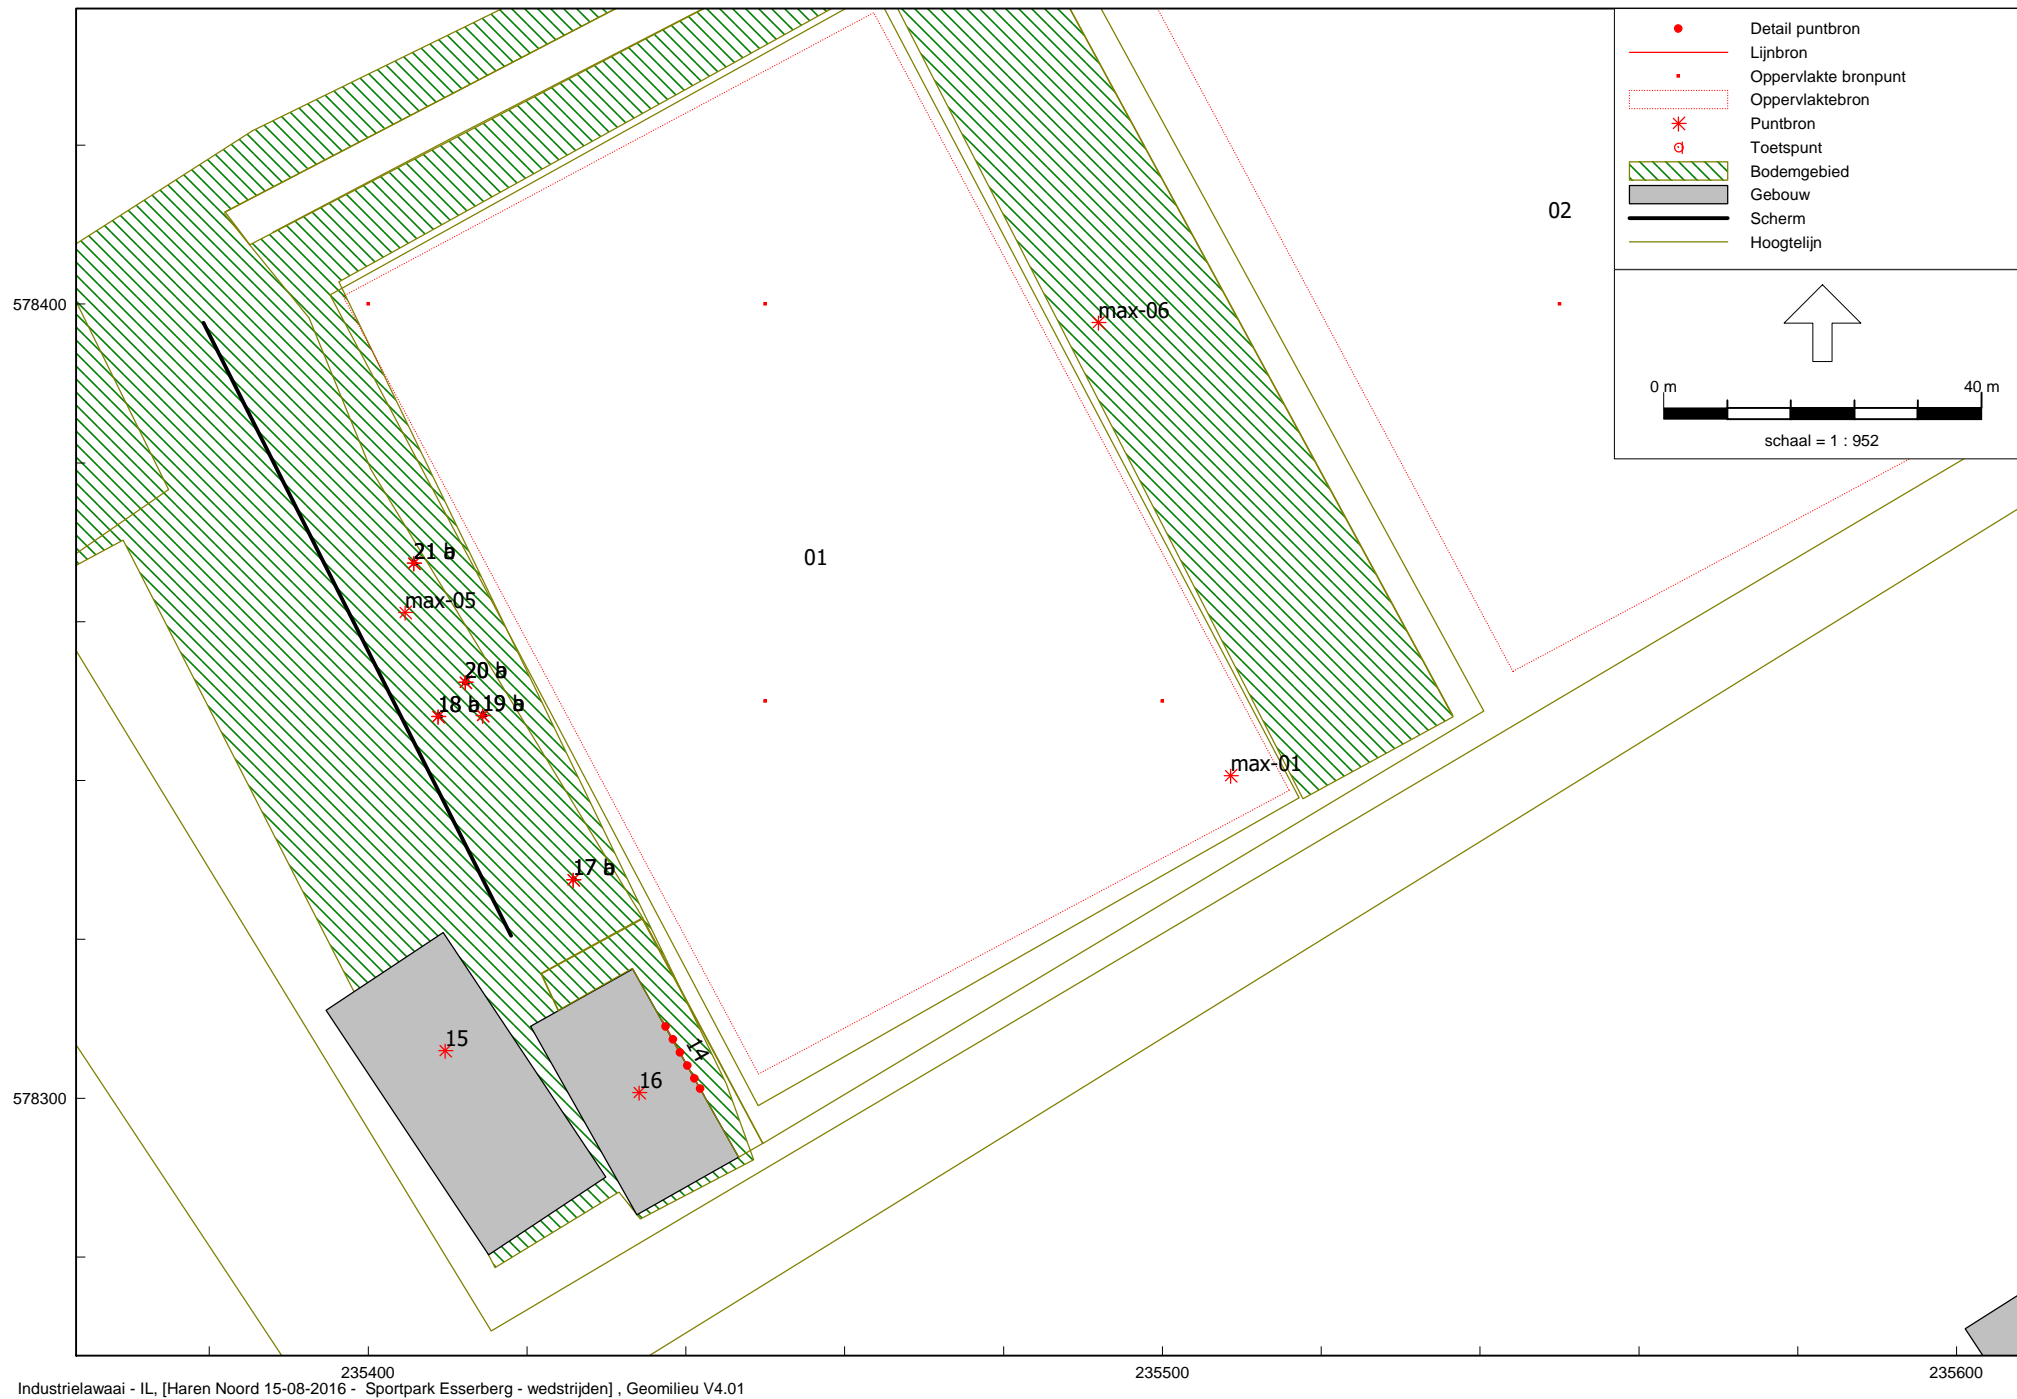 Detail puntbron
Lijnbron
Oppervlakte bronpunt
Oppervlaktebron
Puntbron
Toetspunt
Bodemgebied
Gebouw
Scherm
Hoogtelijn
0 m 40 m
schaal = 1 : 952
02
578400
max-06
01
21 b
max-05
20 b
18 b 19 b
max-01
17 b
14
15
16
578300
235400 235500 235600
Industrielawaai - IL, [Haren Noord 15-08-2016 - Sportpark Esserberg - wedstrijden] , Geomilieu V4.01